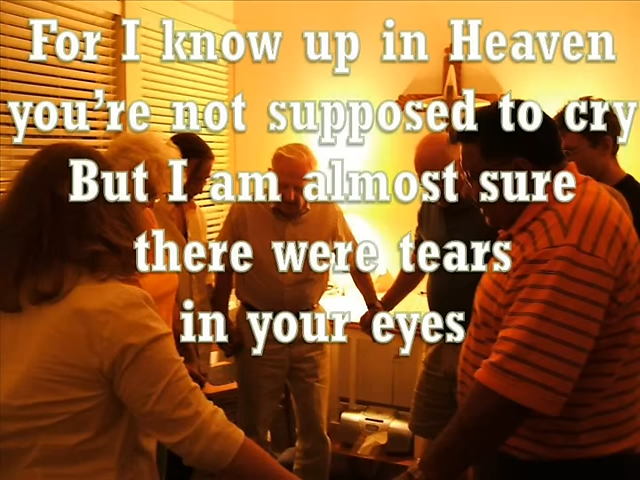 For I know up in Heaven
you're not supposed to cry
But I am almost sure
there were tears
in your eyes